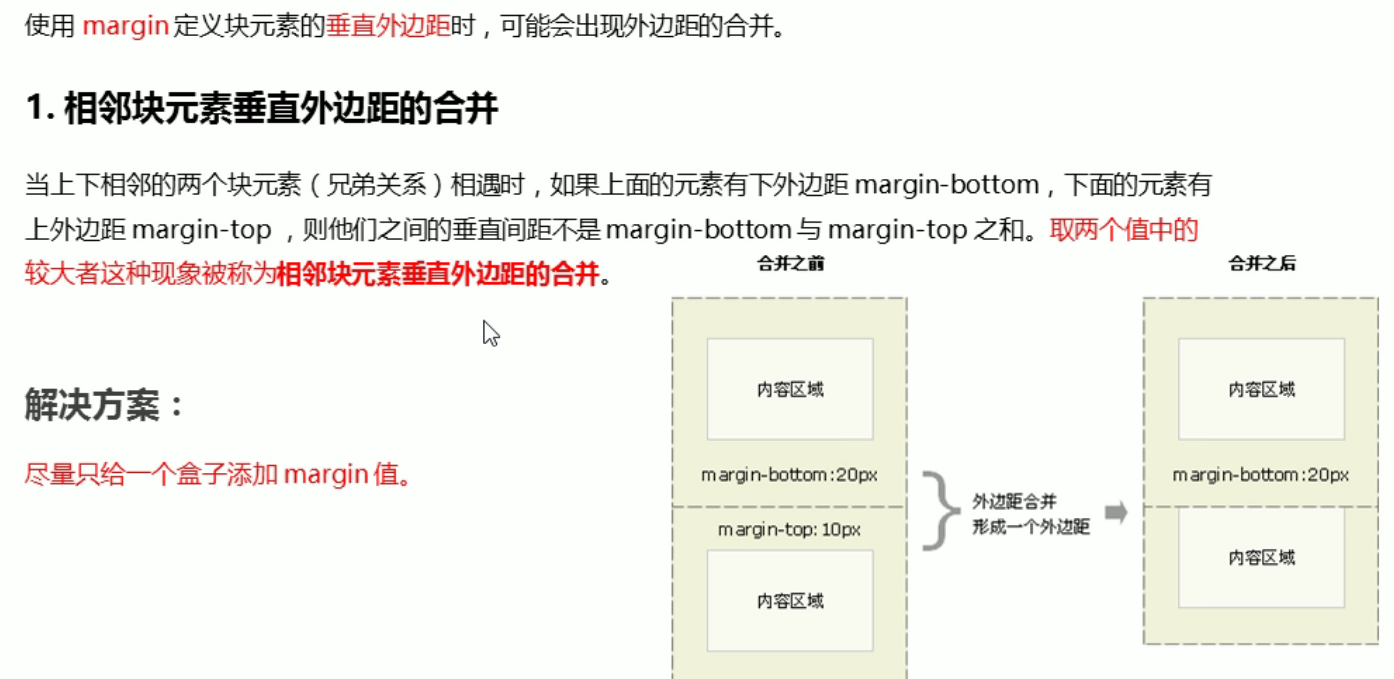 使用 margin 定义块元素的垂直外边距时，可能会出现外边距的合并。
1. 相邻块元素垂直外边距的合并
当上下相邻的两个块元素（兄弟关系）相遇时，如果上面的元素有下外边距 margin-bottom，下面的元素有
上外边距 margin-top ，则他们之间的垂直间距不是 margin-bottom 与 margin-top 之和。取两个值中的
较大者这种现象被称为相邻块元素垂直外边距的合并。
解决方案：
尽量只给一个盒子添加 margin 值。
合并之前
内容区域
margin-bottom:20px
margin-top: 10px
内容区域
外边距合并
形成一个外边距
合并之后
内容区域
margin-bottom:20px
内容区域